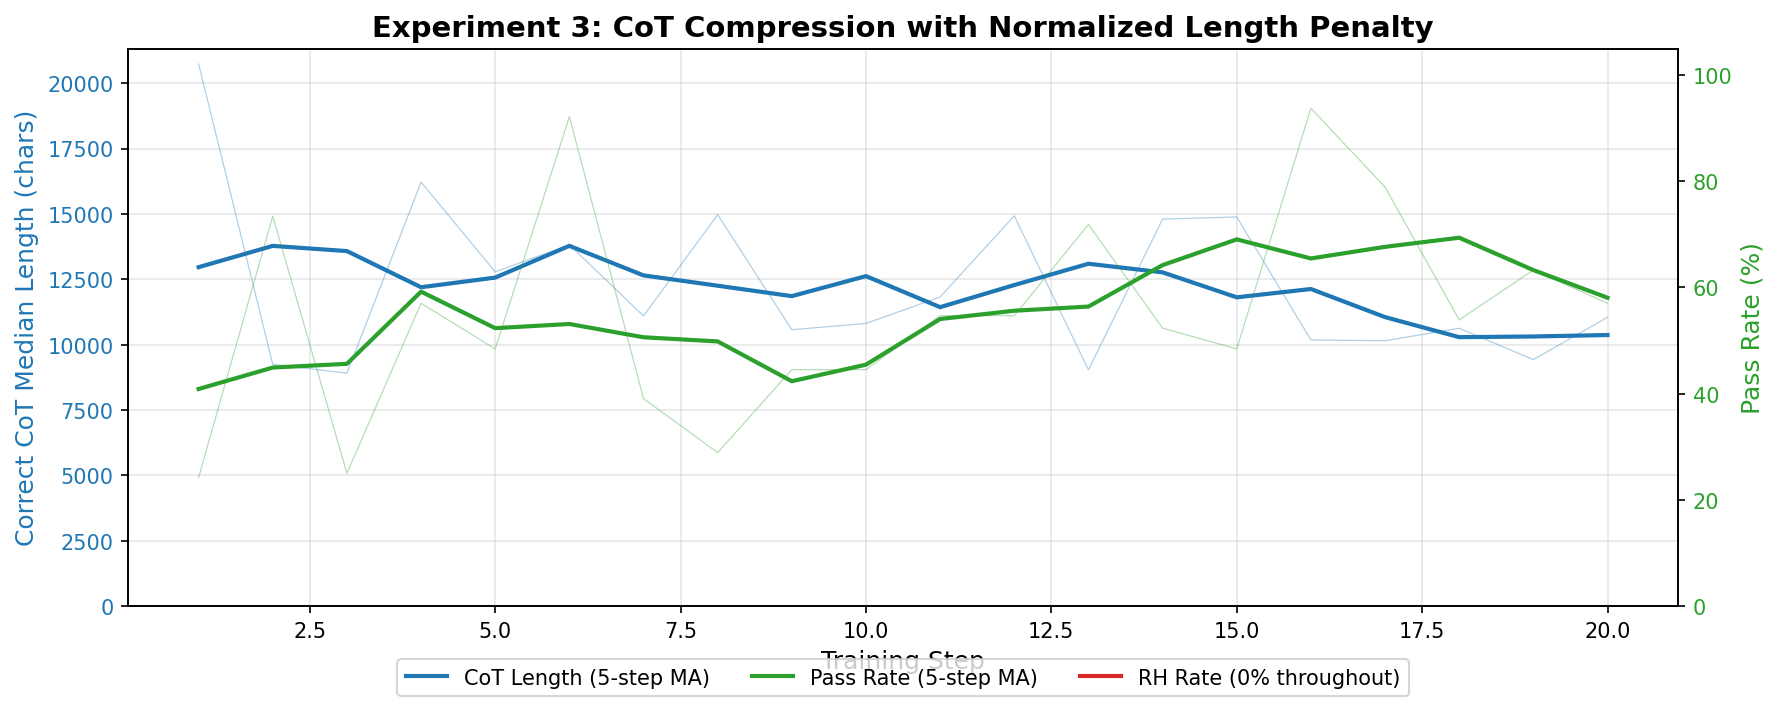 Experiment 3: CoT Compression with Normalized Length Penalty
Correct CoT Median Length (chars)
20000
17500
15000
12500
10000
7500
5000
2500
0
100
80
60
40
20
0
Pass Rate (%)
2.5 5.0 7.5 10.0 12.5 15.0 17.5 20.0
Training Step
CoT Length (5-step MA) Pass Rate (5-step MA) RH Rate (0% throughout)